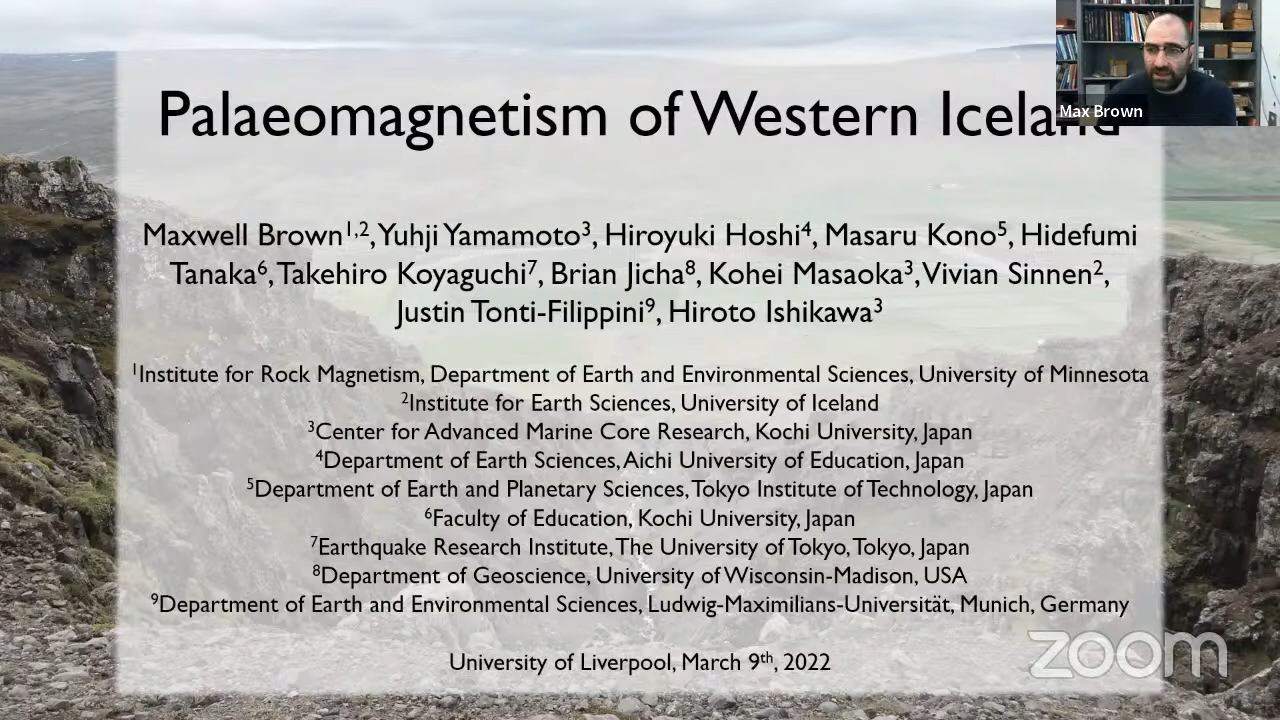 Palaeomagnetism of Western Iceland
Max Brown
Maxwell Brown1,2, Yuhji Yamamoto3, Hiroyuki Hoshi4, Masaru Kono5, Hidefumi
Tanaka6, Takehiro Koyaguchi7, Brian Jicha8, Kohei Masaoka3, Vivian Sinnen2,
Justin Tonti-Filippini9, Hiroto Ishikawa3
1Institute for Rock Magnetism, Department of Earth and Environmental Sciences, University of Minnesota
2Institute for Earth Sciences, University of Iceland
3Center for Advanced Marine Core Research, Kochi University, Japan
4Department of Earth Sciences, Aichi University of Education, Japan
5Department of Earth and Planetary Sciences, Tokyo Institute of Technology, Japan
6Faculty of Education, Kochi University, Japan
7Earthquake Research Institute, The University of Tokyo, Tokyo, Japan
8Department of Geoscience, University of Wisconsin-Madison, USA
9Department of Earth and Environmental Sciences, Ludwig-Maximilians-Universität, Munich, Germany
University of Liverpool, March 9th, 2022
zoom